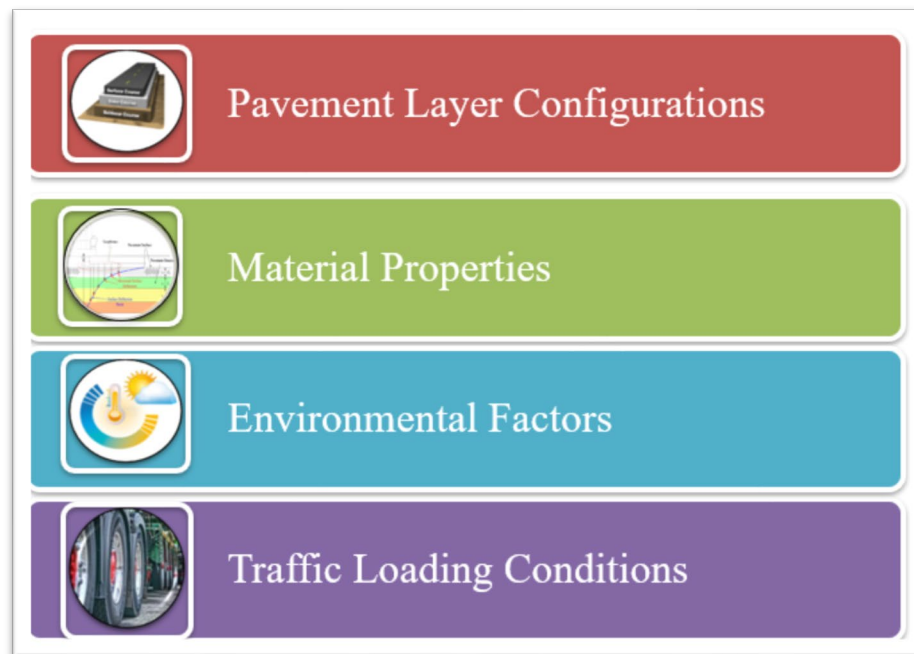 Pavement Layer Configurations
Material Properties
Environmental Factors
Traffic Loading Conditions